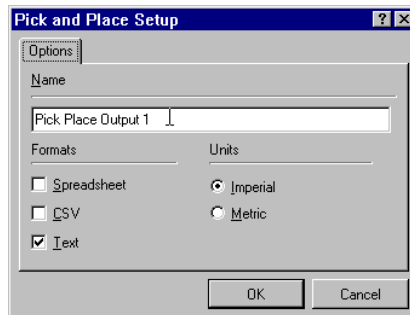 Pick and Place Setup
Options
Name
Pick Place Output 1
Formats
Units
Spreadsheet
Imperial
CSV
Metric
Text
OK
Cancel